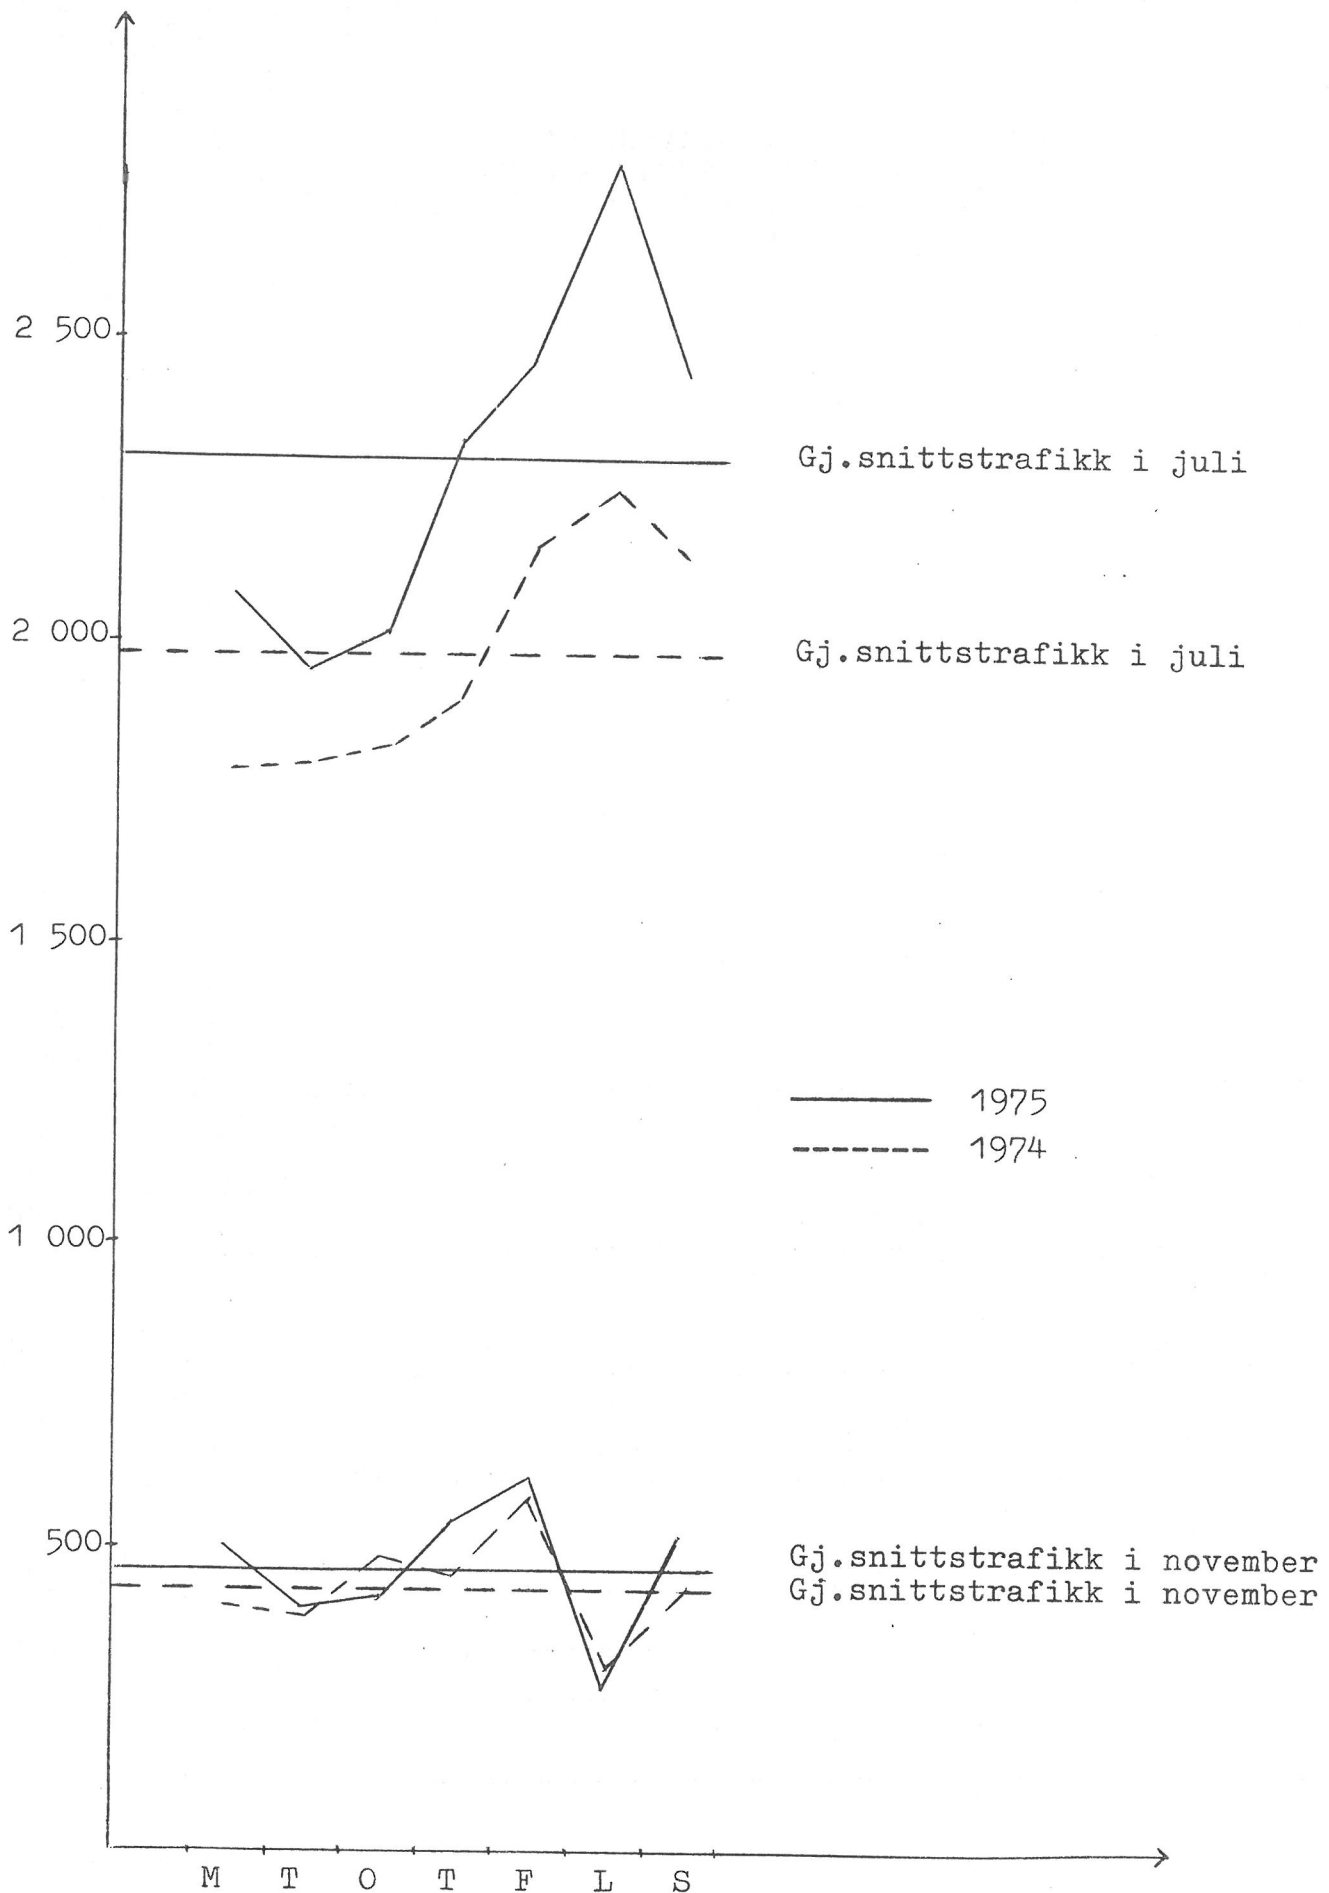 2 500
Gj.snittstrafikk i juli
2 000
Gj.snittstrafikk i juli
1 500
1975
1974
1 000
500
Gj.snittstrafikk i november
Gj.snittstrafikk i november
M T O T F L S